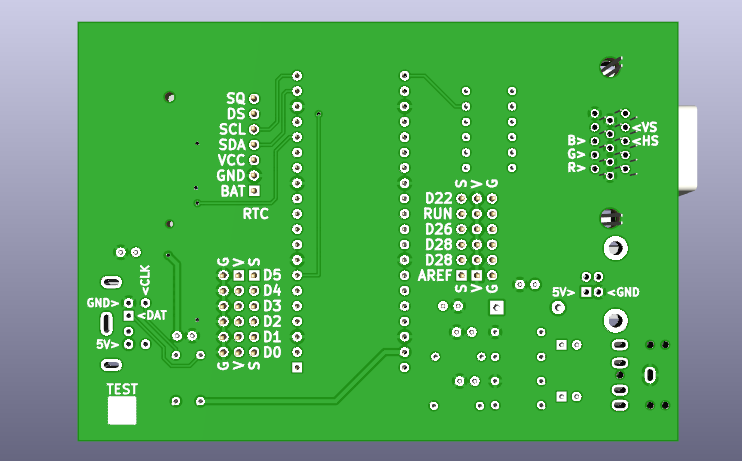 SQ
DS
SCL
SDA
VCC
GND
BAT
RTC
<VS
B> <HS
G>
R>
S V G
D22
RUN
D26
D28
D28
AREF
S V G
G V S
D5
D4
D3
D2
D1
D0
G V S
<CLK
GND>
<DAT
5V>
5V> <GND
TEST